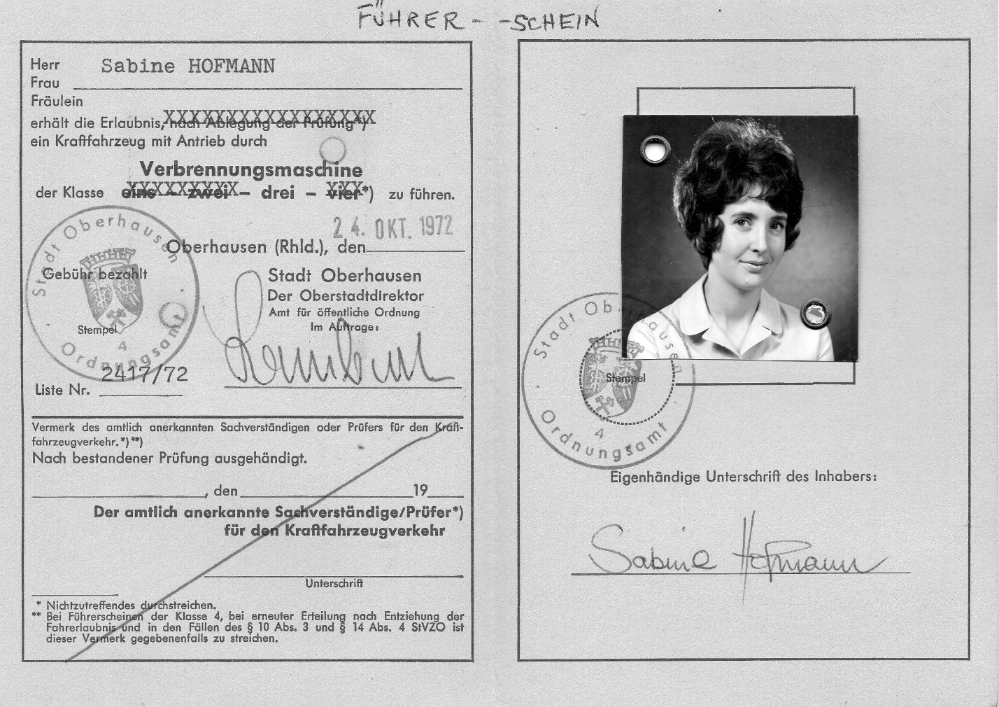 FÜHRER- -SCHEIN
Herr Sabine HOFMANN
Frau
Fräulein
erhält die Erlaubnis, nach Ablegung der Prüfung*)
XXXXXXXXXXXXXXXXXX
ein Kraftfahrzeug mit Antrieb durch
Verbrennungsmaschine
der Klasse eins - zwei - drei - vier*) zu führen.
24. OKT. 1972
Oberhausen (Rhld.), den
Gebühr bezahlt
Stadt Oberhausen
Der Oberstadtdirektor
Amt für öffentliche Ordnung
Im Auftrage:
Stempel
Stadt Oberhausen
Ordnungsamt
4
2417/72
Liste Nr.
Vermerk des amtlich anerkannten Sachverständigen oder Prüfers für den Kraft-
fahrzeugverkehr.*)**)
Nach bestandener Prüfung ausgehändigt.
, den 19
Der amtlich anerkannte Sachverständige/Prüfer*)
für den Kraftfahrzeugverkehr
Unterschrift
* Nichtzutreffendes durchstreichen.
** Bei Führerscheinen der Klasse 4, bei erneuter Erteilung nach Entziehung der
Fahrerlaubnis und in den Fällen des § 10 Abs. 3 und § 14 Abs. 4 StVZO ist
dieser Vermerk gegebenenfalls zu streichen.
Stadt Oberhausen
Stempel
4
Ordnungsamt
Eigenhändige Unterschrift des Inhabers:
Sabine Hofmann